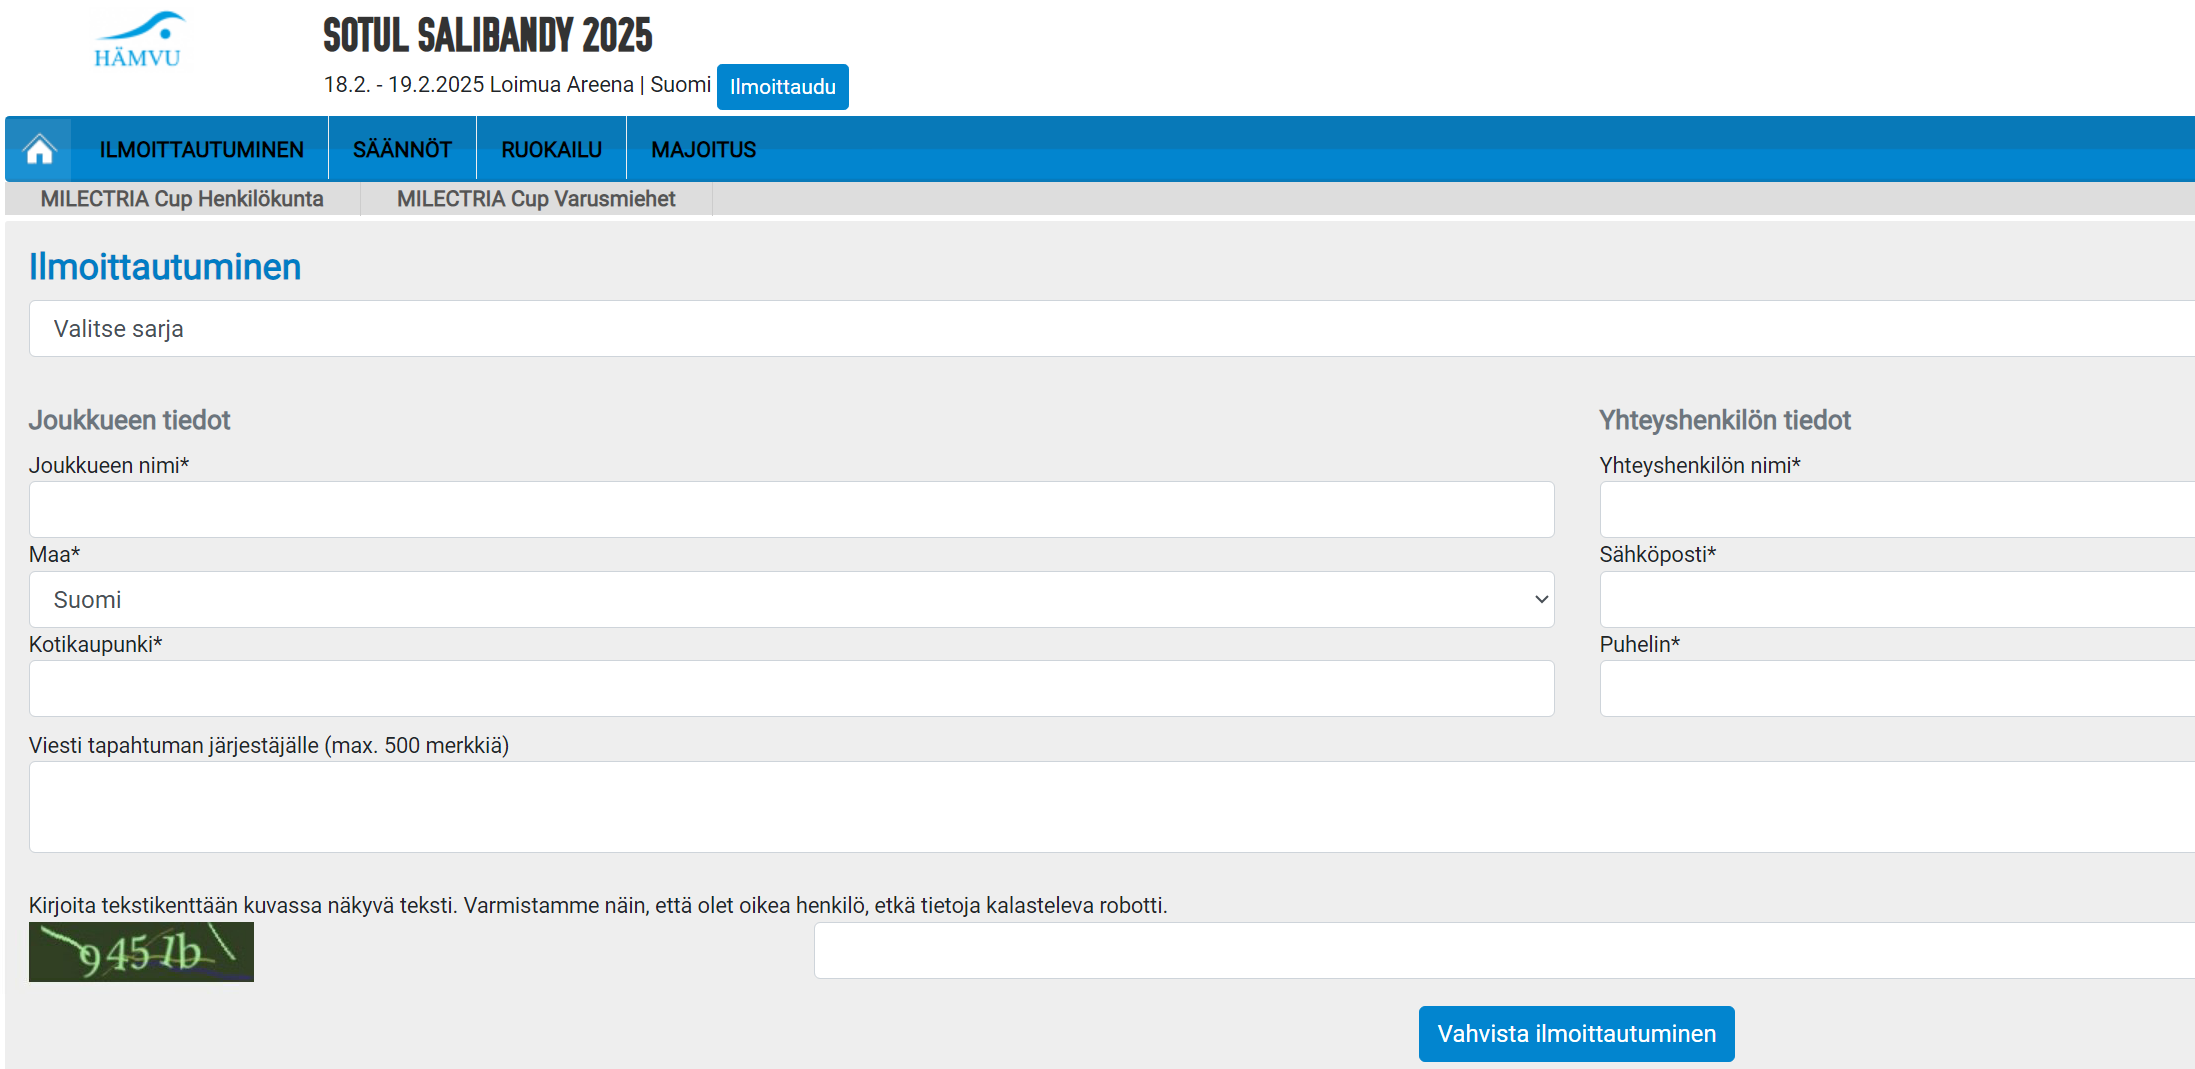 HÄMVU
SOTUL SALIBANDY 2025
18.2. - 19.2.2025 Loimua Areena | Suomi Ilmoittaudu
ILMOITTAUTUMINEN SÄÄNNÖT RUOKAILU MAJOITUS
MILECTRIA Cup Henkilökunta MILECTRIA Cup Varusmiehet
Ilmoittautuminen
Valitse sarja
Joukkueen tiedot
Joukkueen nimi*
Maa*
Suomi
Kotikaupunki*
Yhteyshenkilön tiedot
Yhteyshenkilön nimi*
Sähköposti*
Puhelin*
Viesti tapahtuman järjestäjälle (max. 500 merkkiä)
Kirjoita tekstikenttään kuvassa näkyvä teksti. Varmistamme näin, että olet oikea henkilö, etkä tietoja kalasteleva robotti.
Vahvista ilmoittautuminen